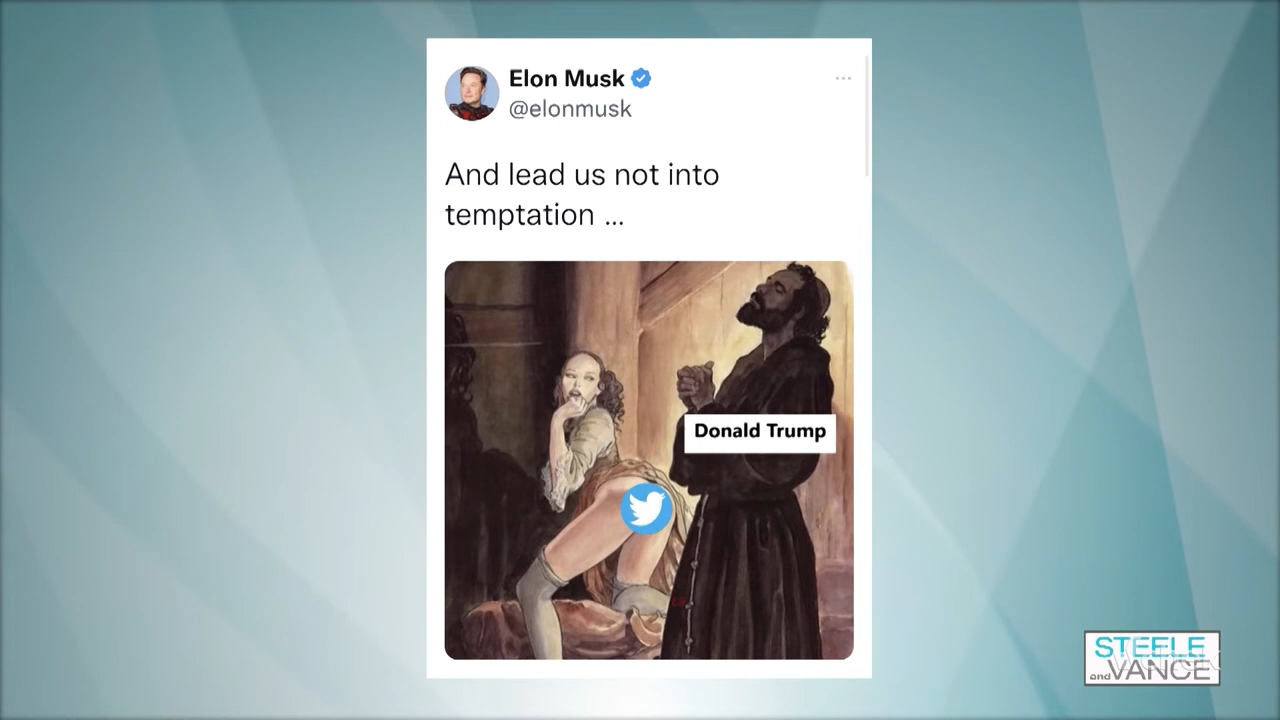 Elon Musk
@elonmusk
And lead us not into
temptation ...
Donald Trump
STEELE
and VANCE